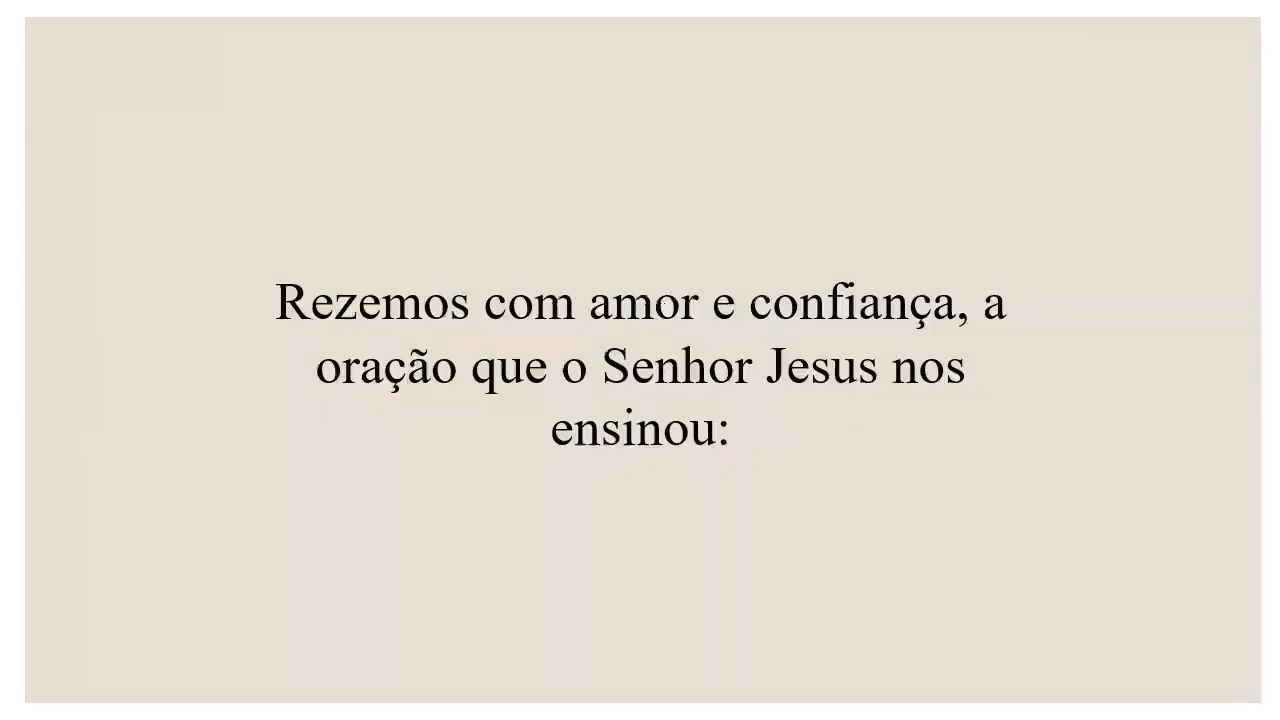 Rezemos com amor e confiança, a
oração que o Senhor Jesus nos
ensinou: